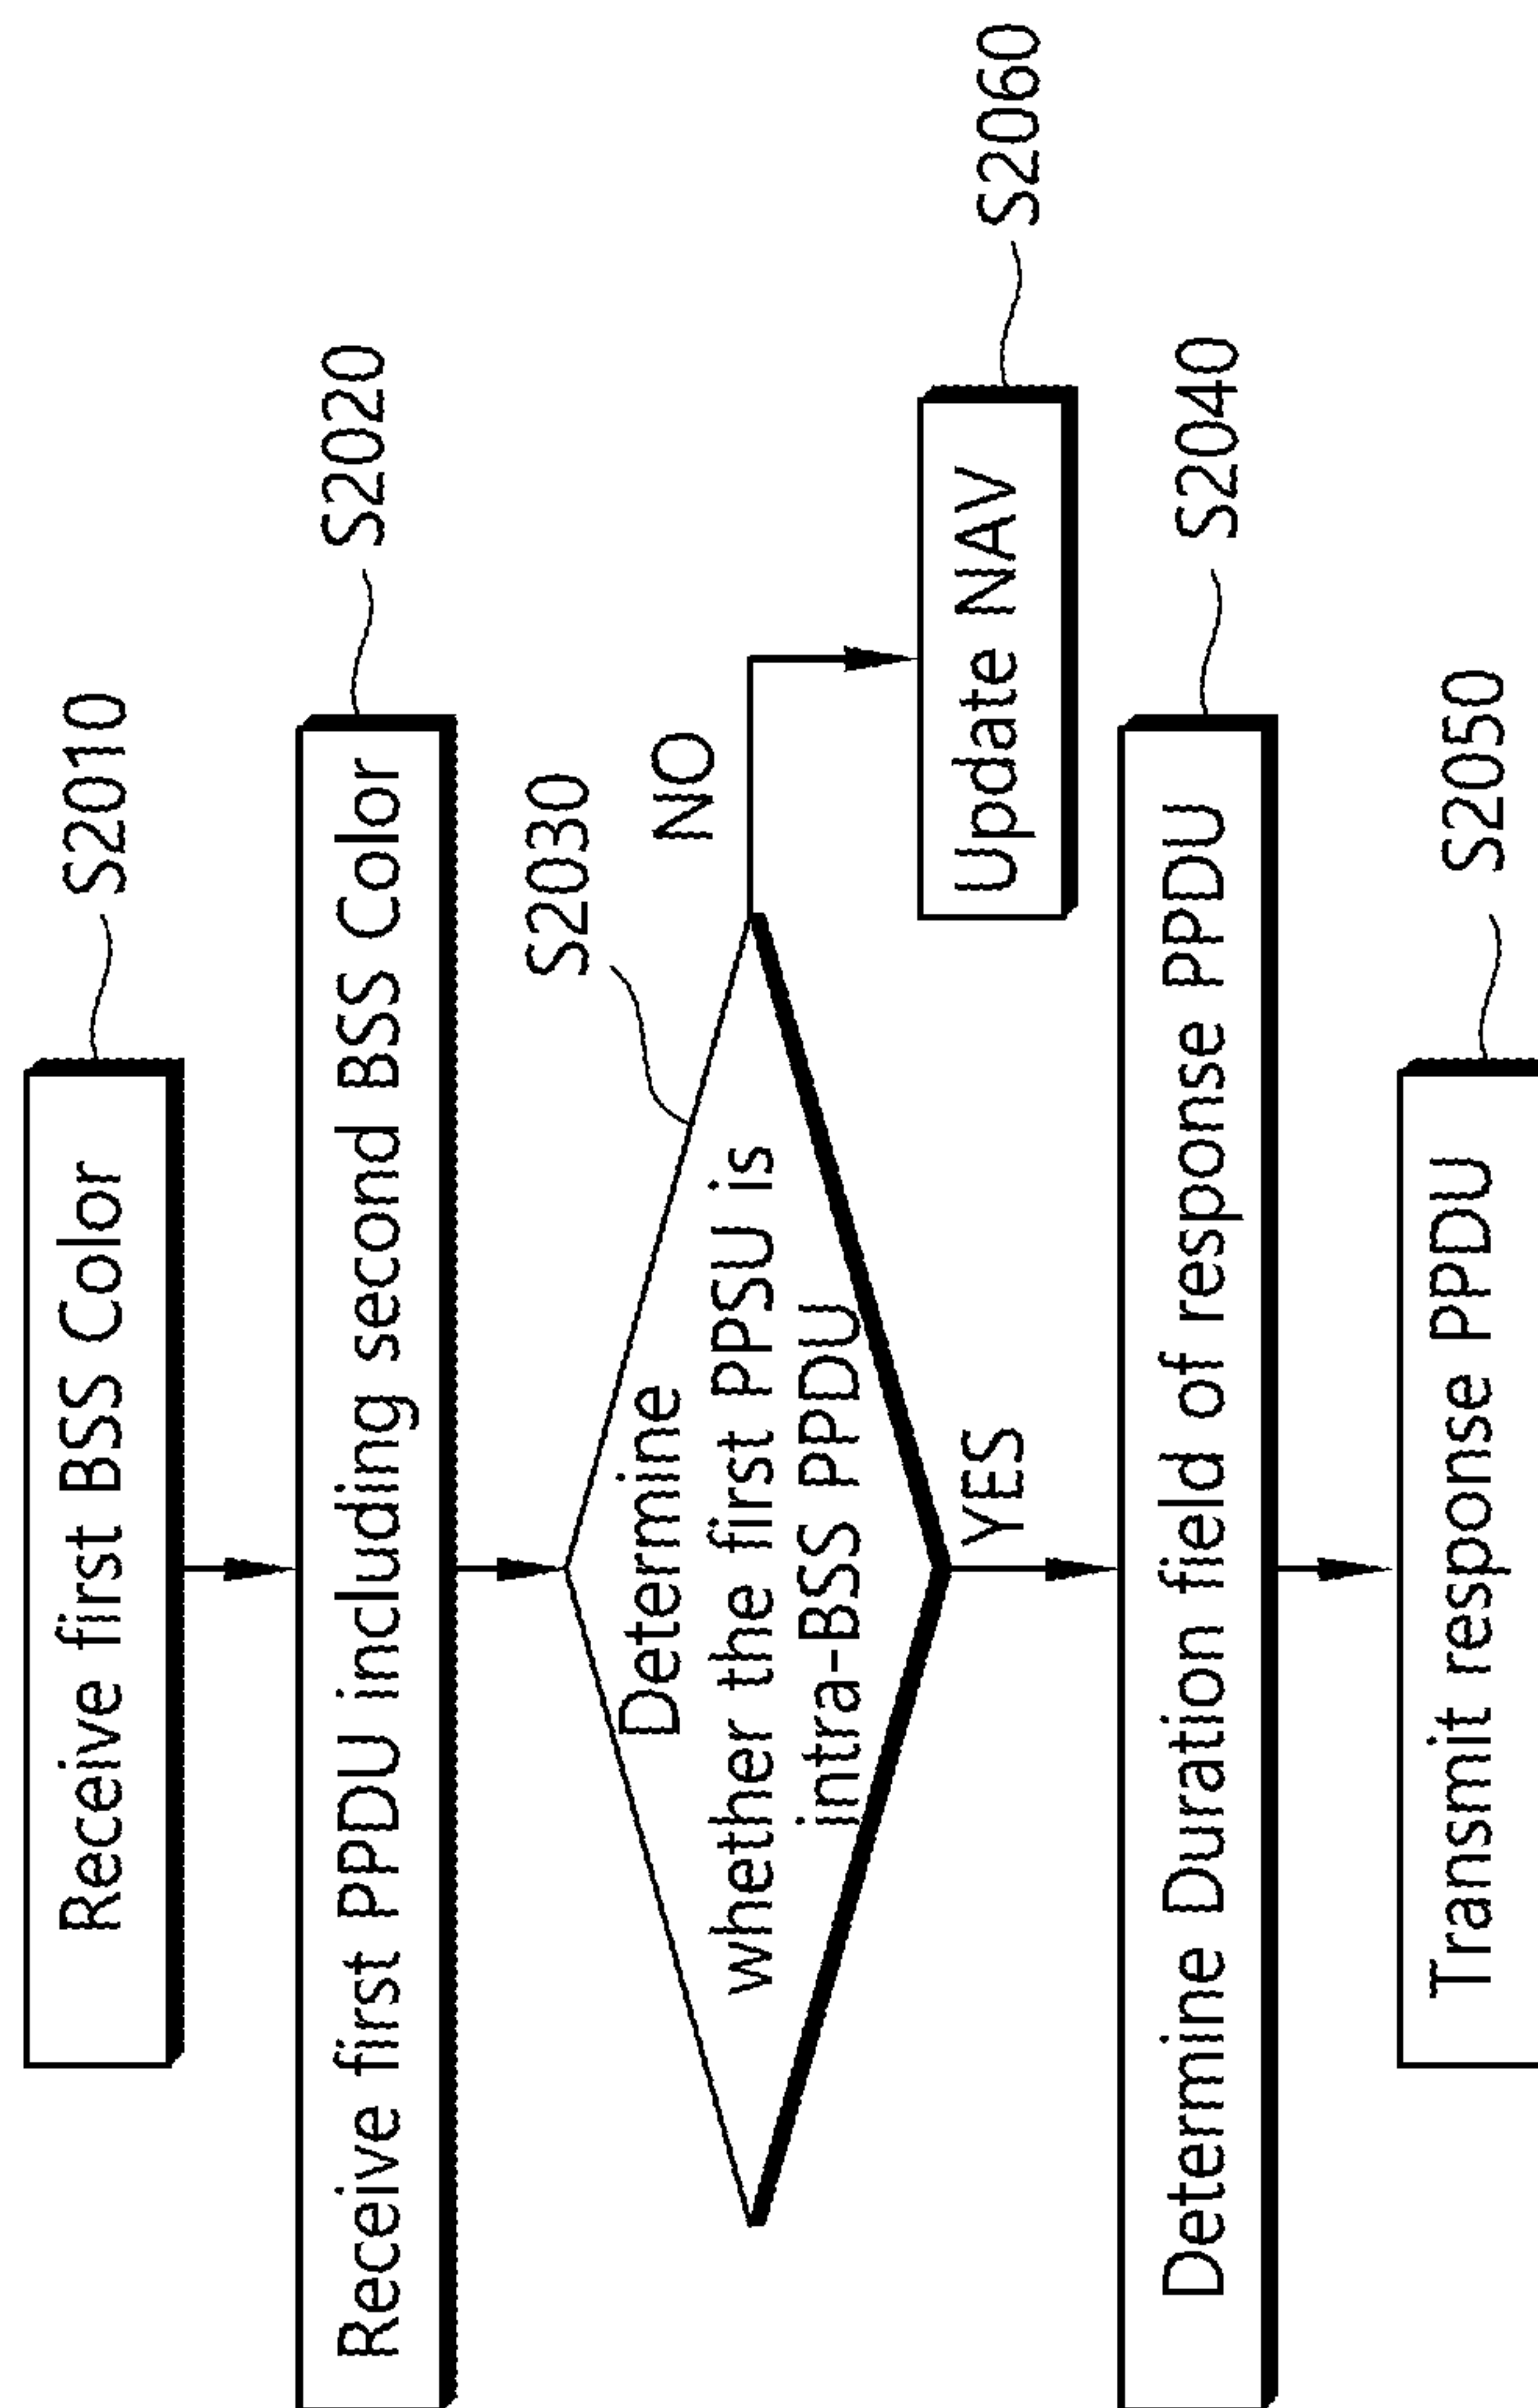 Receive first BSS Color
S2010
Receive first PPDU including second BSS Color
S2020
S2030
Determine
whether the first PPSU is
intra-BSS PPDU
NO
Update NAV
S2060
YES
Determine Duration field of response PPDU
S2040
Transmit response PPDU
S2050